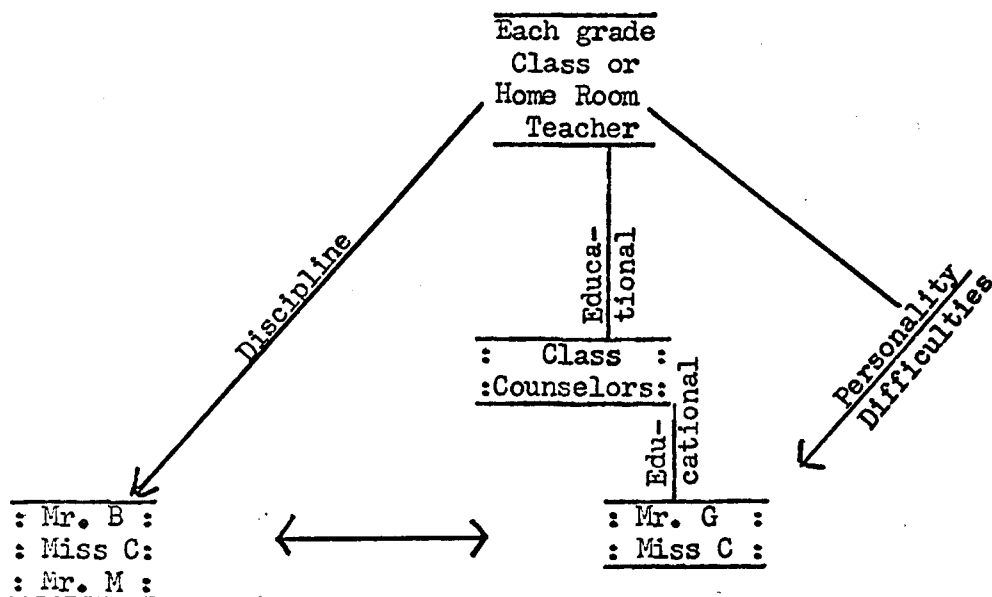 Each grade
Class or
Home Room
Teacher
Discipline
Educa-
tional
Personality
Difficulties
: Class :
:Counselors:
Edu-
cational
: Mr. B :
: Miss C:
: Mr. M :
: Mr. G :
: Miss C :